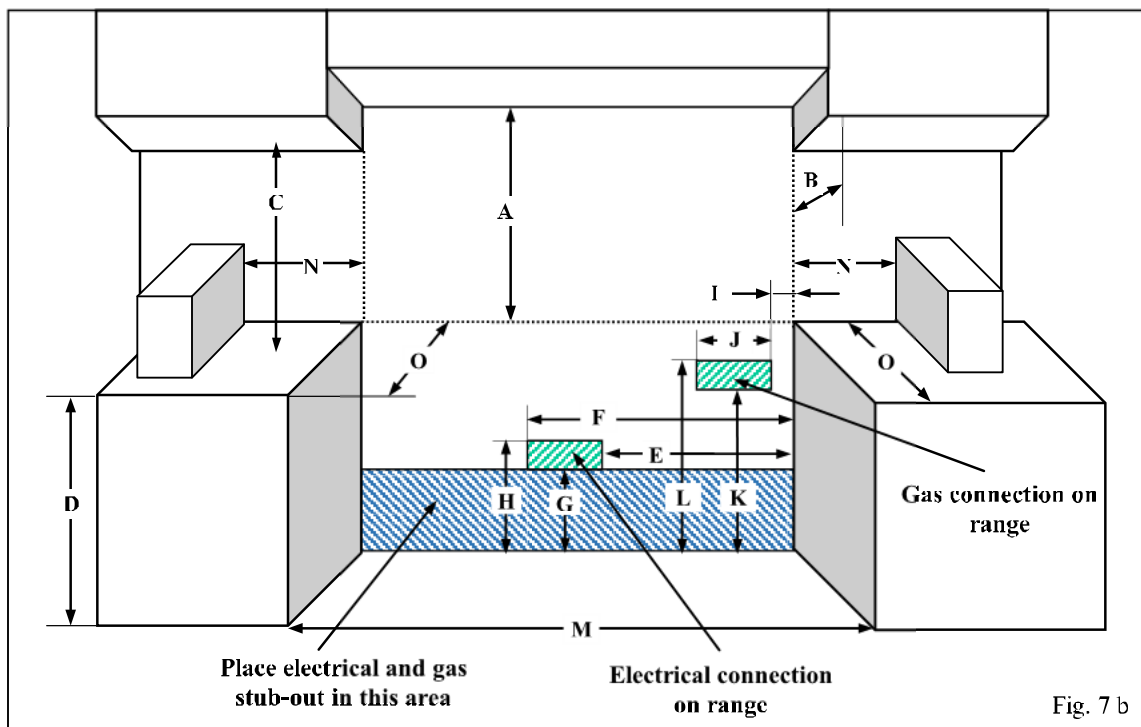 B
C
A
N
N
I
J
O
O
F
E
H
G
L
K
D
Gas connection on
range
M
Place electrical and gas
stub-out in this area
Electrical connection
on range
Fig. 7 b